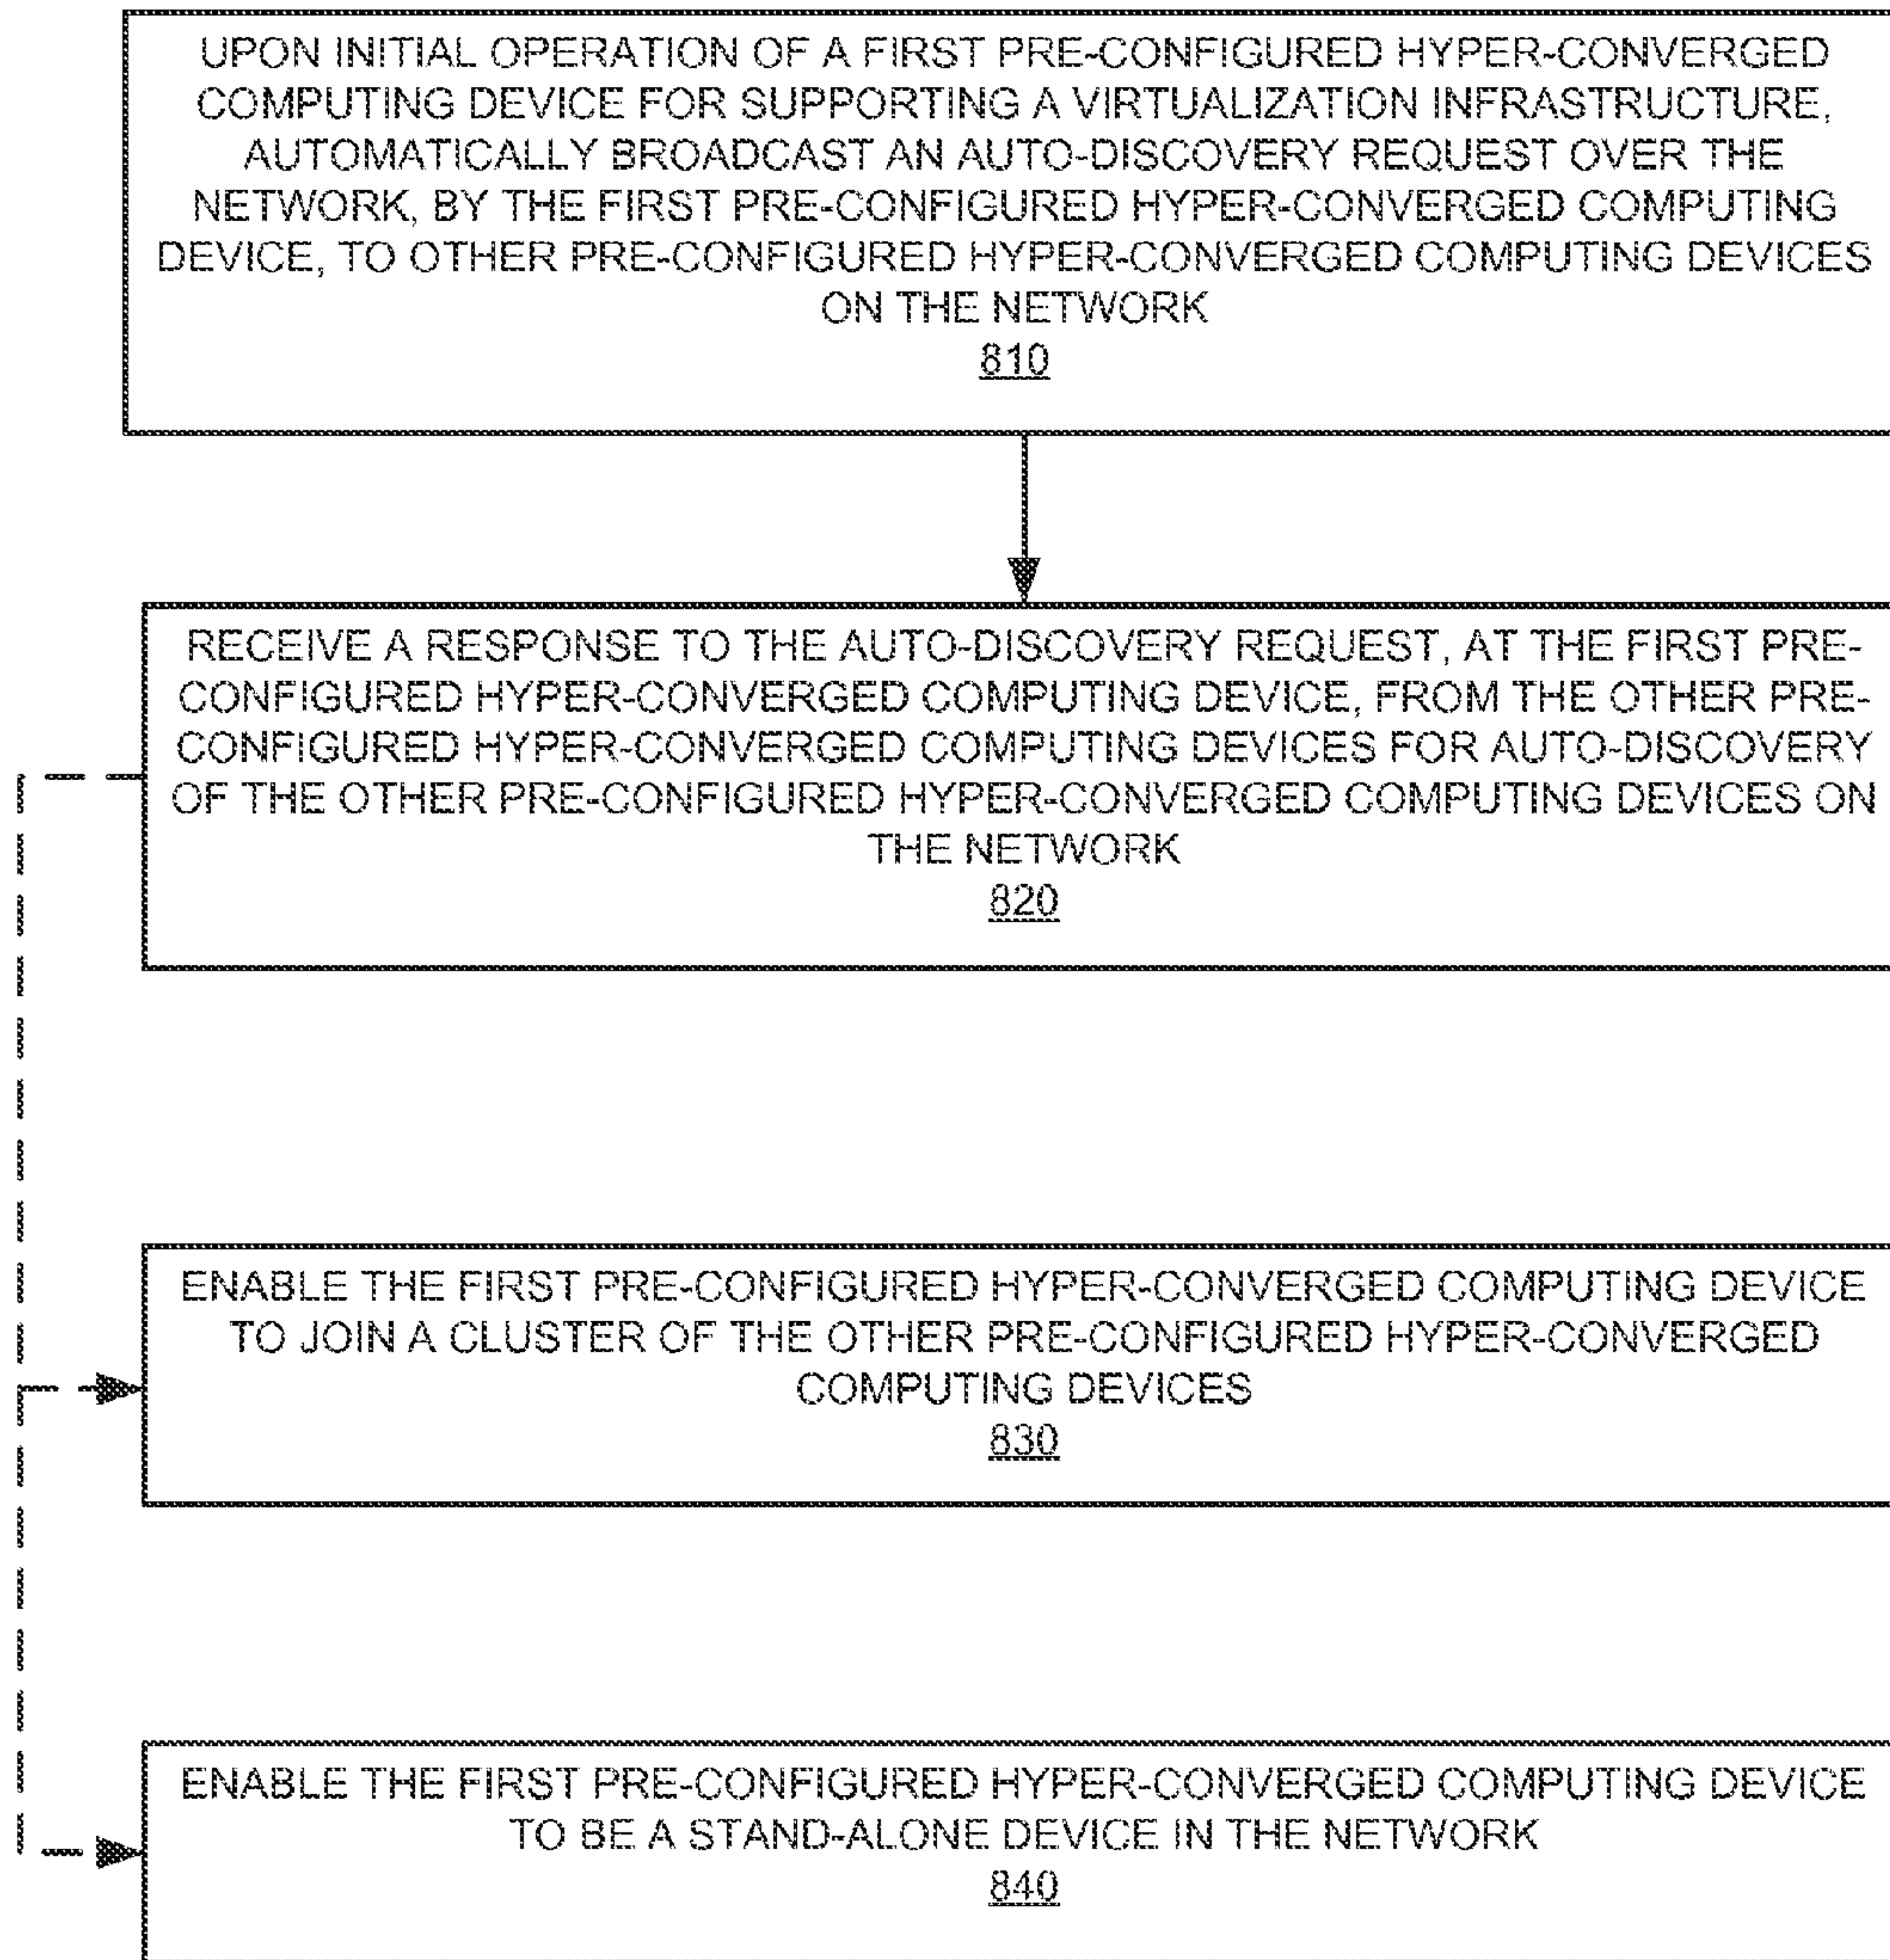 UPON INITIAL OPERATION OF A FIRST PRE-CONFIGURED HYPER-CONVERGED
COMPUTING DEVICE FOR SUPPORTING A VIRTUALIZATION INFRASTRUCTURE,
AUTOMATICALLY BROADCAST AN AUTO-DISCOVERY REQUEST OVER THE
NETWORK, BY THE FIRST PRE-CONFIGURED HYPER-CONVERGED COMPUTING
DEVICE, TO OTHER PRE-CONFIGURED HYPER-CONVERGED COMPUTING DEVICES
ON THE NETWORK
810
RECEIVE A RESPONSE TO THE AUTO-DISCOVERY REQUEST, AT THE FIRST PRE-
CONFIGURED HYPER-CONVERGED COMPUTING DEVICE, FROM THE OTHER PRE-
CONFIGURED HYPER-CONVERGED COMPUTING DEVICES FOR AUTO-DISCOVERY
OF THE OTHER PRE-CONFIGURED HYPER-CONVERGED COMPUTING DEVICES ON
THE NETWORK
820
ENABLE THE FIRST PRE-CONFIGURED HYPER-CONVERGED COMPUTING DEVICE
TO JOIN A CLUSTER OF THE OTHER PRE-CONFIGURED HYPER-CONVERGED
COMPUTING DEVICES
830
ENABLE THE FIRST PRE-CONFIGURED HYPER-CONVERGED COMPUTING DEVICE
TO BE A STAND-ALONE DEVICE IN THE NETWORK
840